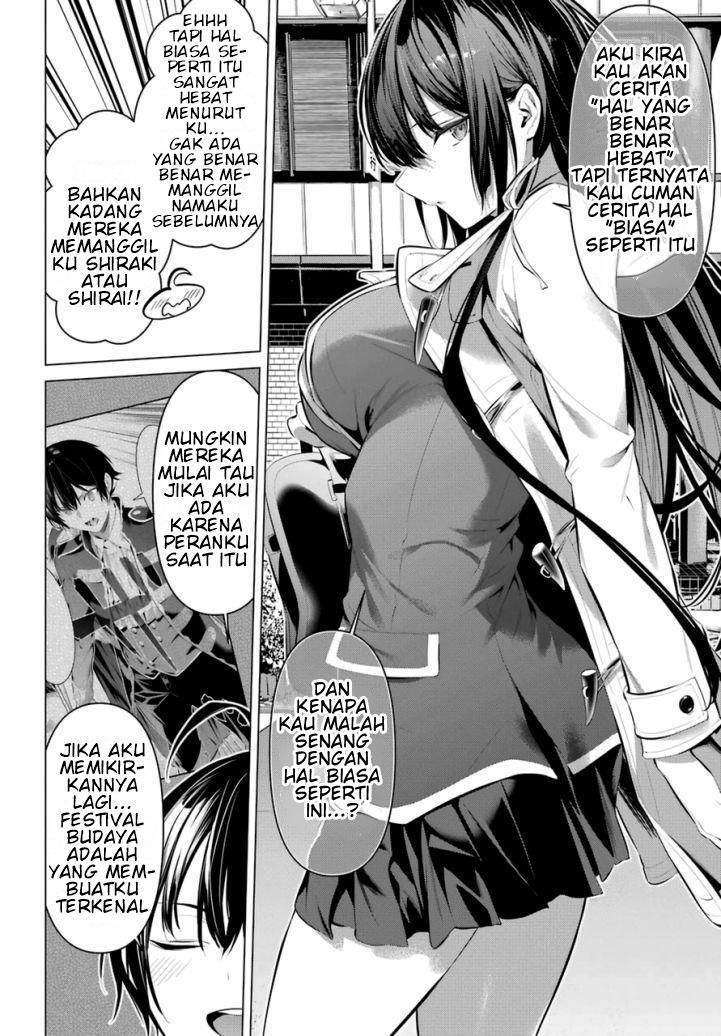 AKU KIRA
KAU AKAN
CERITA
"HAL YANG
BENAR
BENAR
HEBAT"
TAPI TERNYATA
KAU CUMAN
CERITA HAL
"BIASA"
SEPERTI ITU
DAN
KENAPA
KAU MALAH
SENANG
DENGAN
HAL BIASA
SEPERTI
INI...?
EHHH
TAPI HAL
BIASA SE-
PERTI ITU
SANGAT
HEBAT
MENURUT
KU...
GAK ADA
YANG BENAR
BENAR ME-
MANGGIL
NAMAKU
SEBELUMNYA
BAHKAN
KADANG
MEREKA
MEMANGGIL
KU SHIRAKI
ATAU
SHIRAI!!
MUNGKIN
MEREKA
MULAI TAU
JIKA AKU
ADA
KARENA
PERANKU
SAAT ITU
JIKA AKU
MEMIKIR-
KANNYA
LAGI...
FESTIVAL
BUDAYA
ADALAH
YANG MEM-
BUATKU
TERKENAL